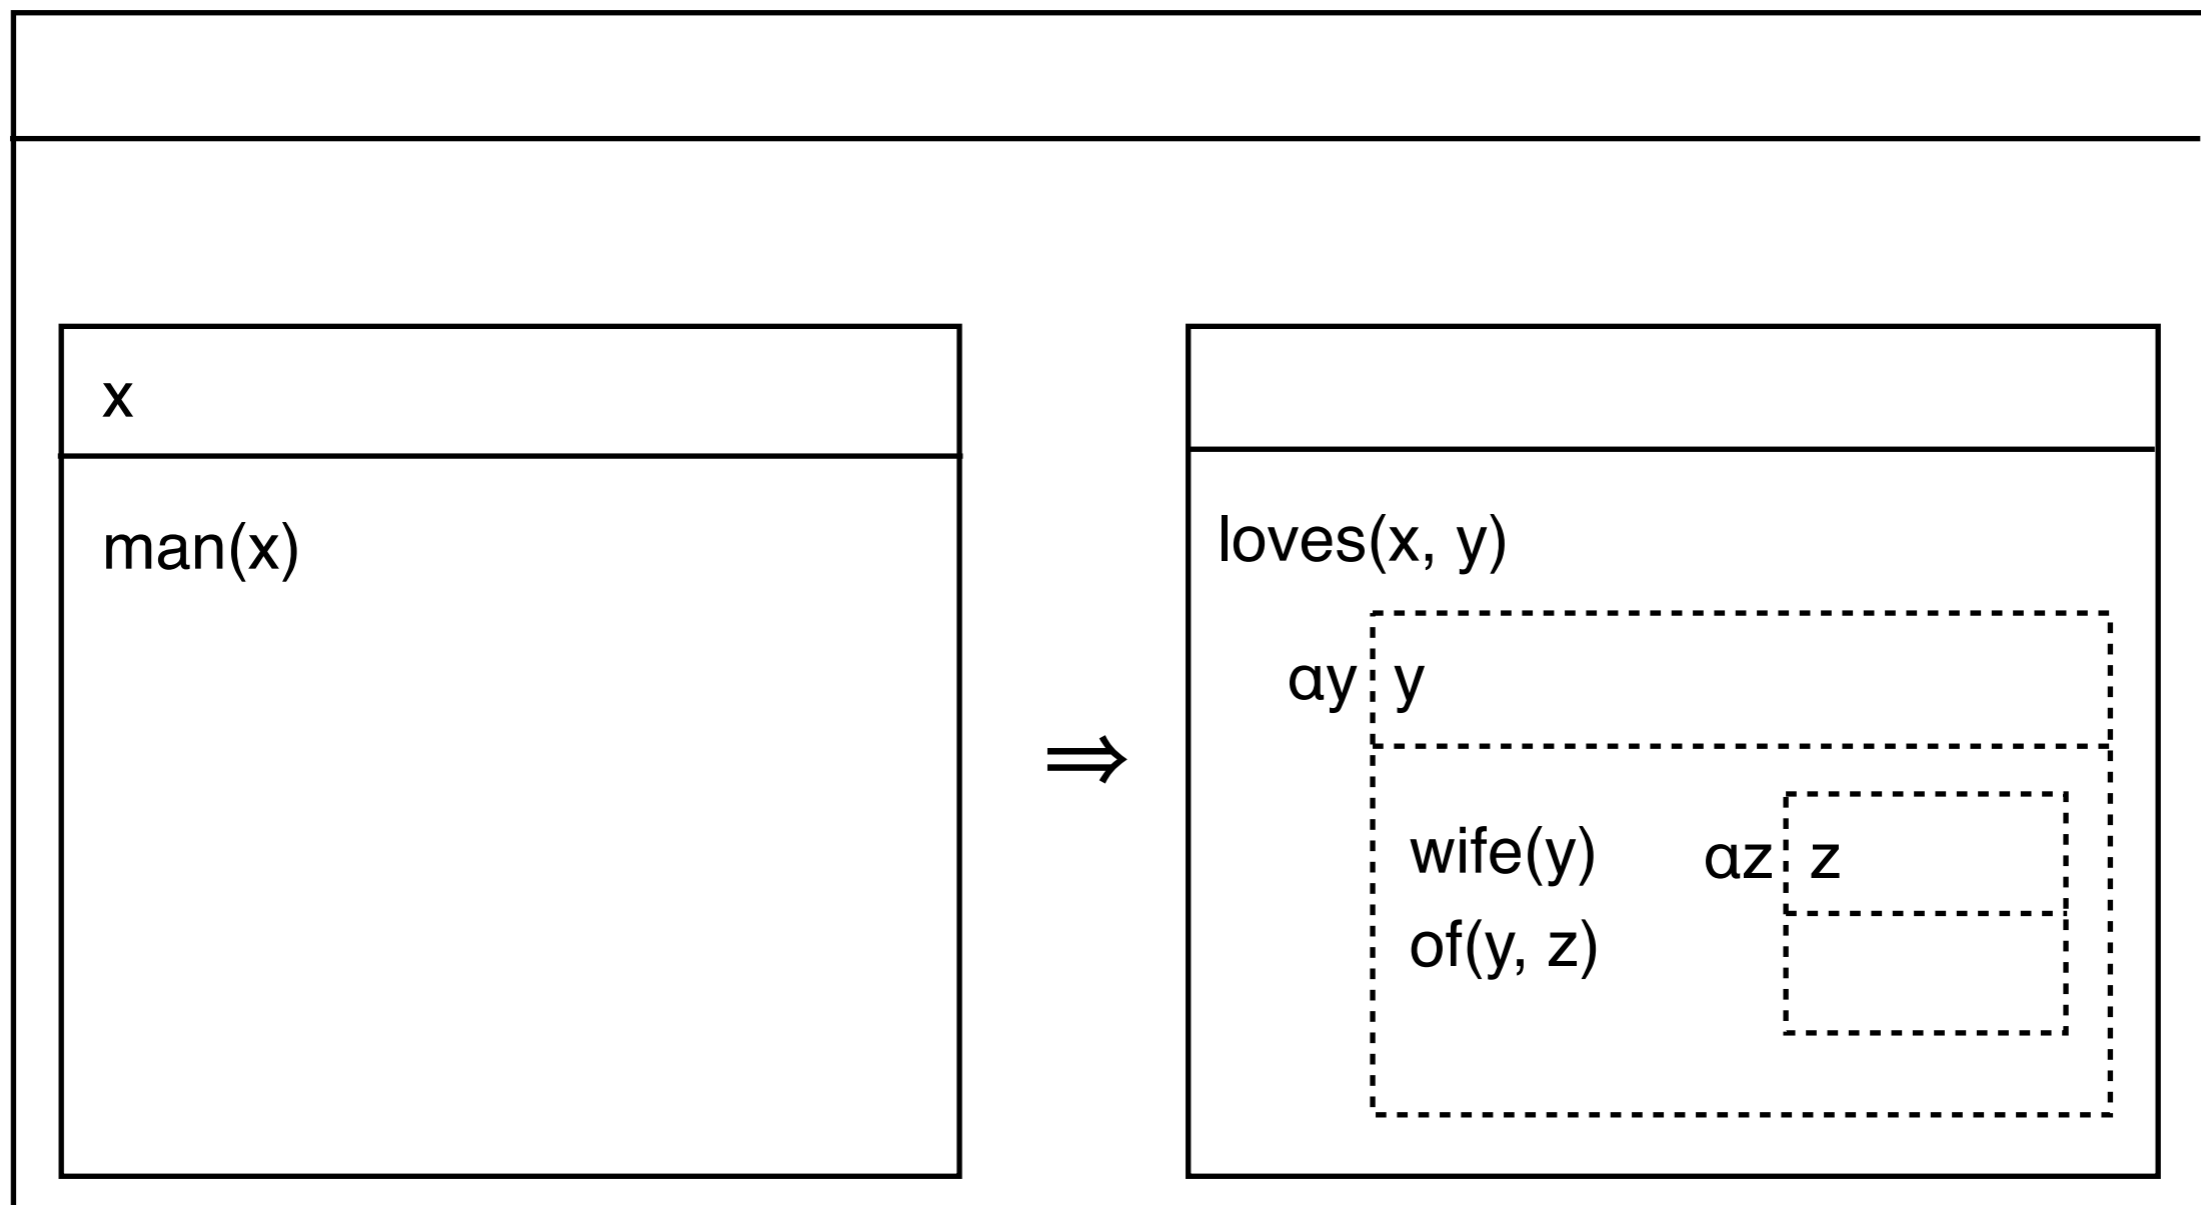 x
man(x)
⇒
loves(x, y)
αy y
wife(y) αz z
of(y, z)